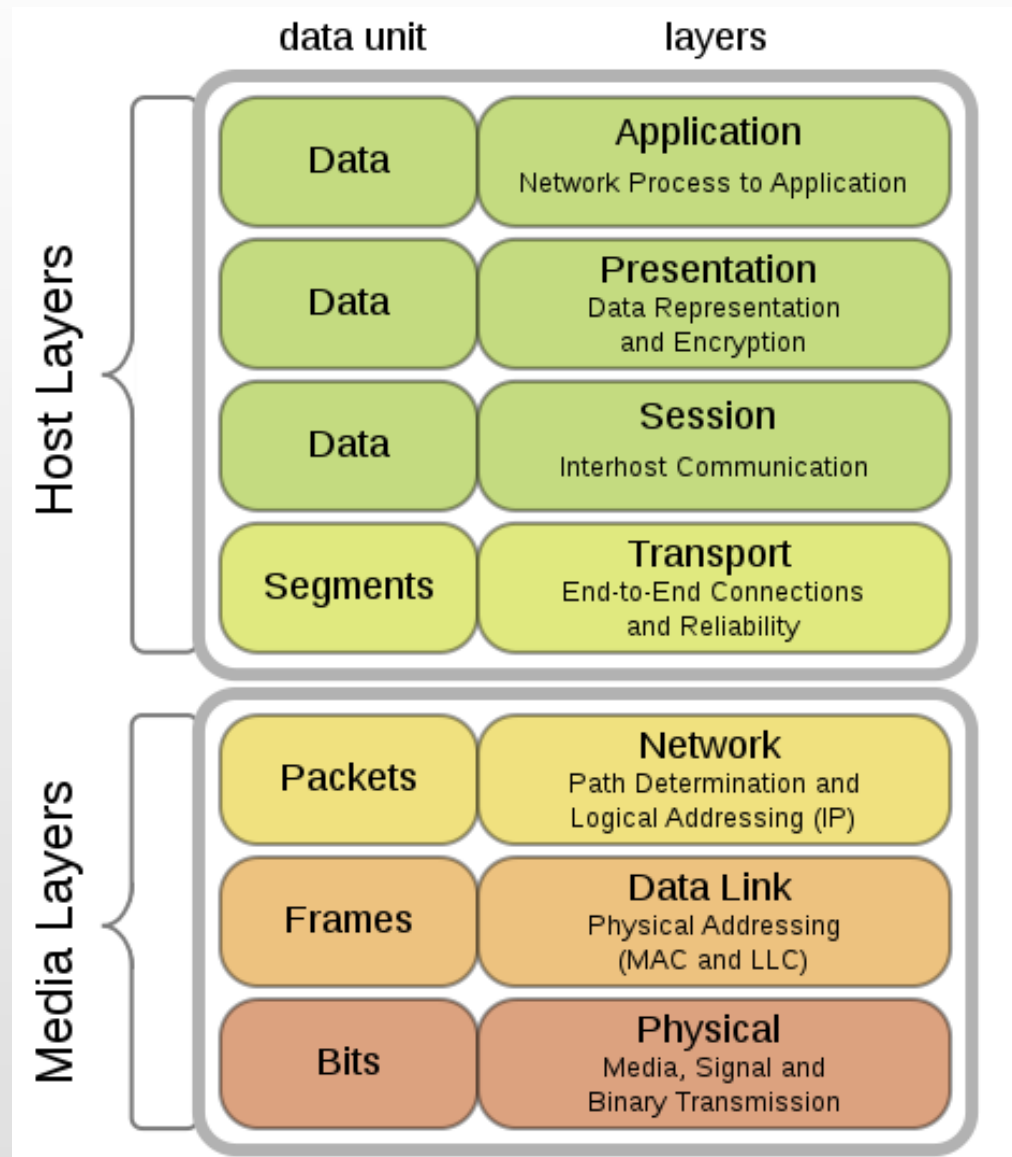 data unit
layers
Host Layers
Data
Application
Network Process to Application
Data
Presentation
Data Representation
and Encryption
Data
Session
Interhost Communication
Segments
Transport
End-to-End Connections
and Reliability
Media Layers
Packets
Network
Path Determination and
Logical Addressing (IP)
Frames
Data Link
Physical Addressing
(MAC and LLC)
Bits
Physical
Media, Signal and
Binary Transmission